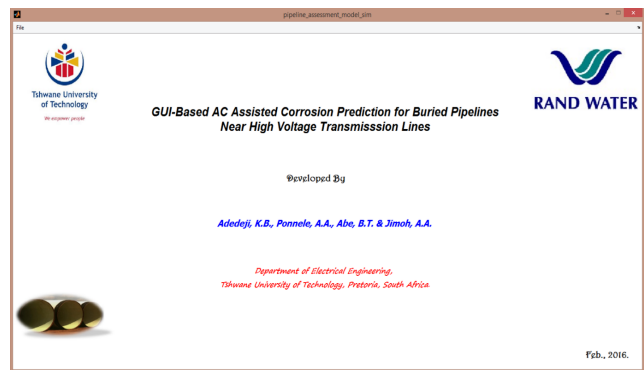 pipeline_assessment_model_sim
File
Tshwane University
of Technology
We empower people
RAND WATER
GUI-Based AC Assisted Corrosion Prediction for Buried Pipelines
Near High Voltage Transmisssion Lines
Developed By
Adedeji, K.B., Ponnele, A.A., Abe, B.T. & Jimoh, A.A.
Department of Electrical Engineering,
Tshwane University of Technology, Pretoria, South Africa
Feb., 2016.